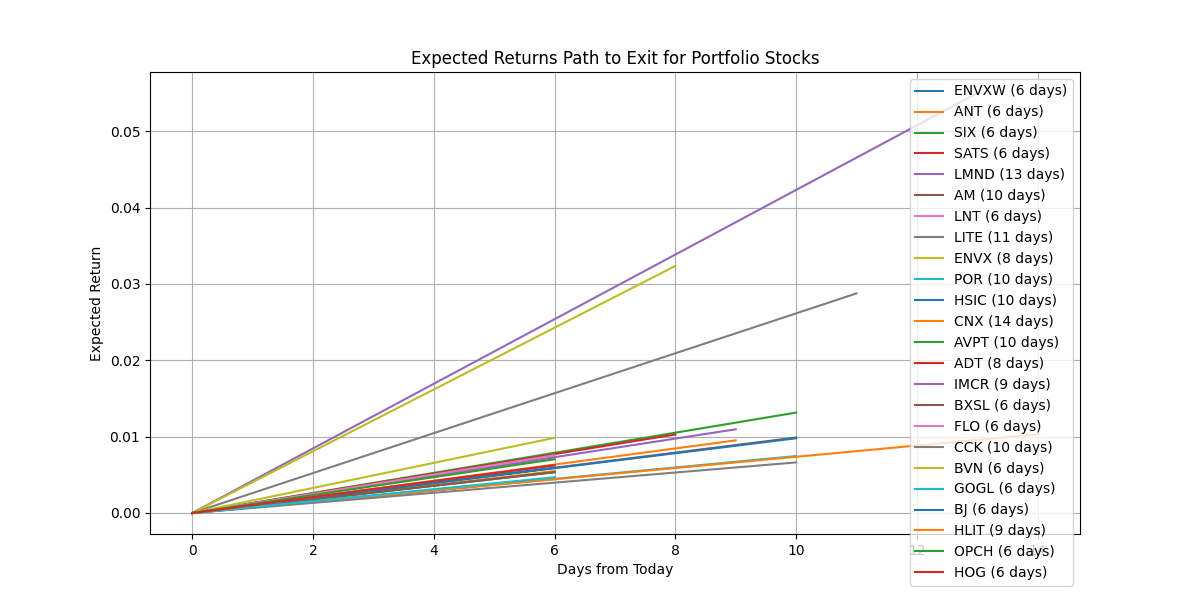 Expected Returns Path to Exit for Portfolio Stocks
Expected Return
0.05
0.04
0.03
0.02
0.01
0.00
0 2 4 6 8 10 12 14
Days from Today
ENVXW (6 days)
ANT (6 days)
SIX (6 days)
SATS (6 days)
LMND (13 days)
AM (10 days)
LNT (6 days)
LITE (11 days)
ENVX (8 days)
POR (10 days)
HSIC (10 days)
CNX (14 days)
AVPT (10 days)
ADT (8 days)
IMCR (9 days)
BXSL (6 days)
FLO (6 days)
CCK (10 days)
BVN (6 days)
GOGL (6 days)
BJ (6 days)
HLIT (9 days)
OPCH (6 days)
HOG (6 days)